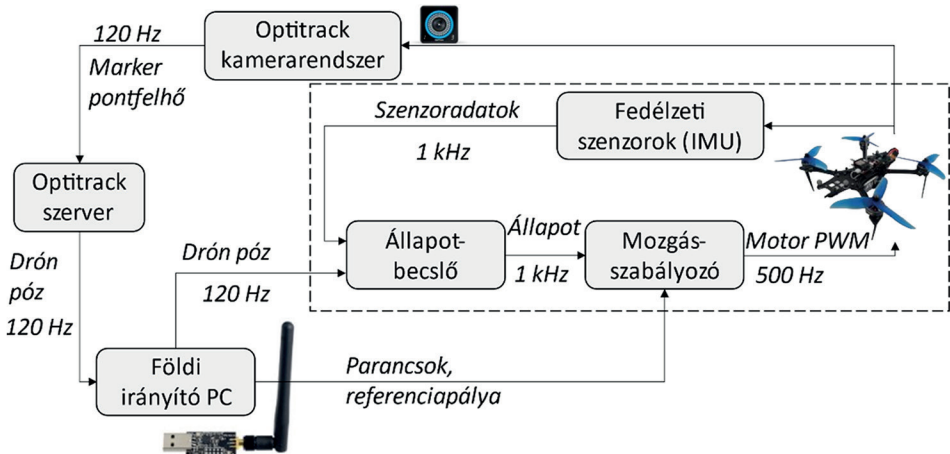 120 Hz
Marker
pontfelhő
Optitrack
kamerarendszer
Szenzoradatok
1 kHz
Fedélzeti
szenzorok (IMU)
Optitrack
szerver
Drón
póz
120 Hz
Drón póz
120 Hz
Állapot-
becslő
Állapot
1 kHz
Mozgás-
szabályozó
Motor PWM
500 Hz
Földi
irányító PC
Parancsok,
referenciapálya